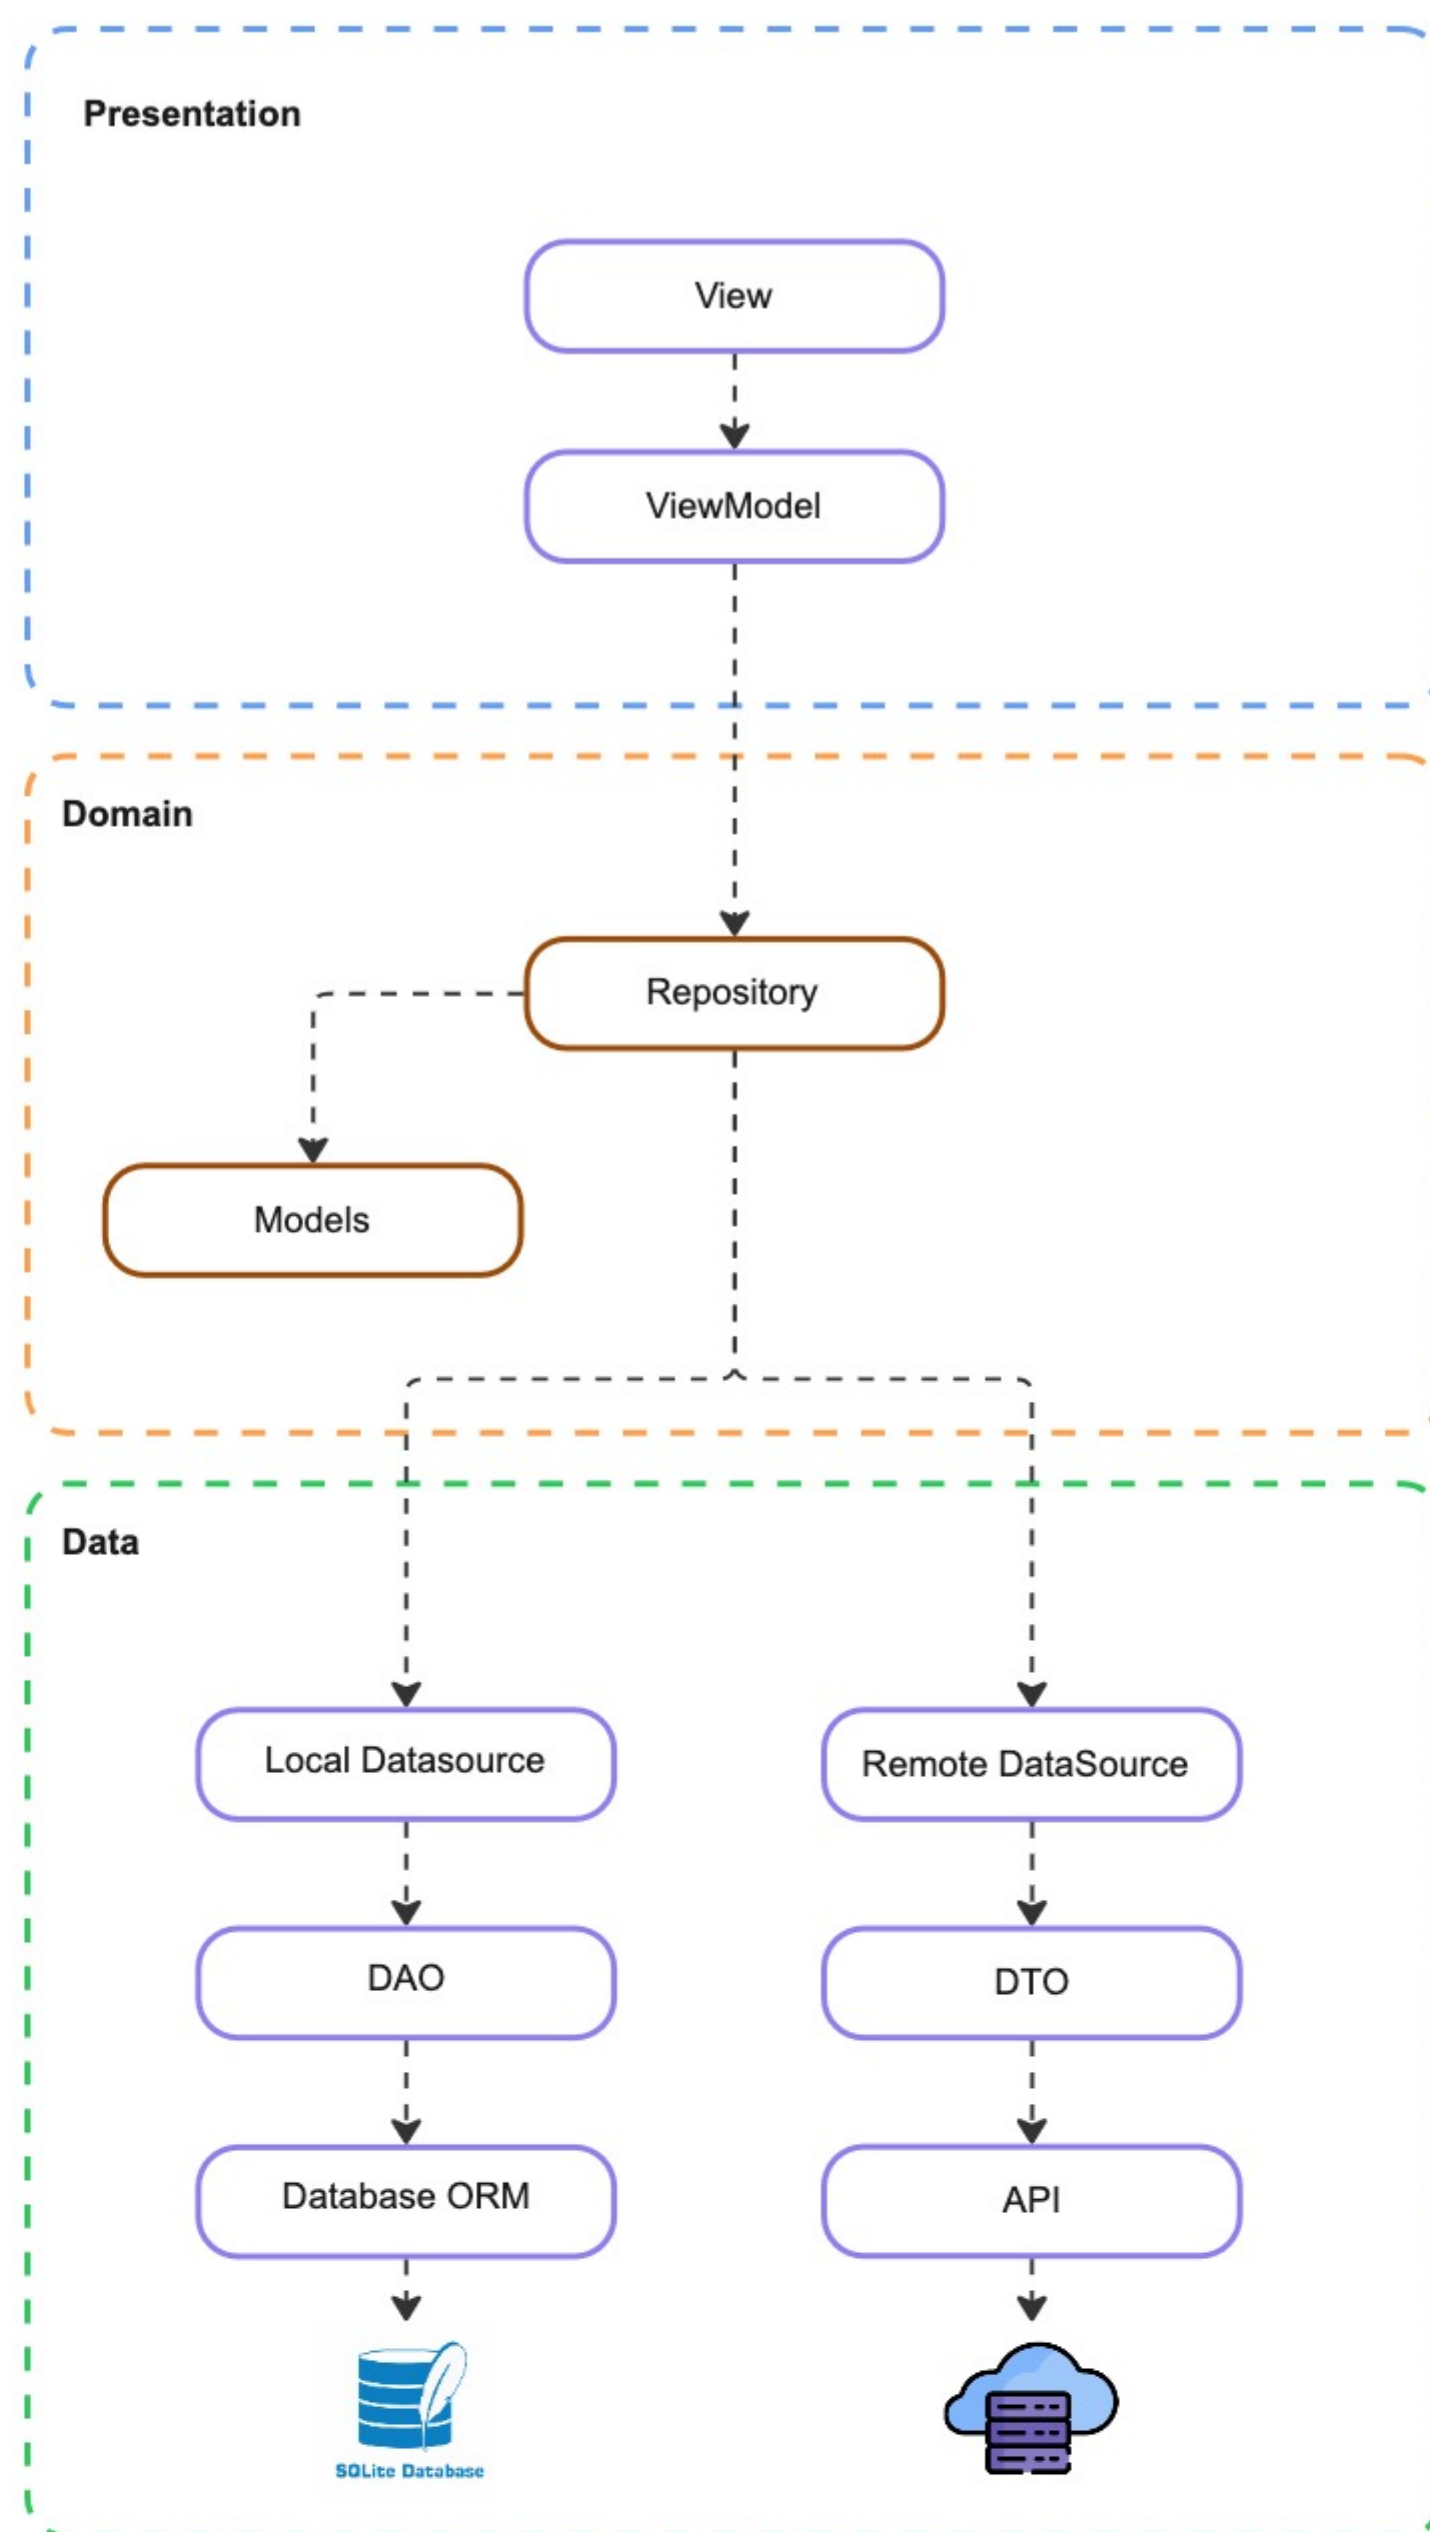 Presentation
View
ViewModel
Domain
Repository
Models
Data
Local Datasource
Remote DataSource
DAO
DTO
Database ORM
API
SQLite Database